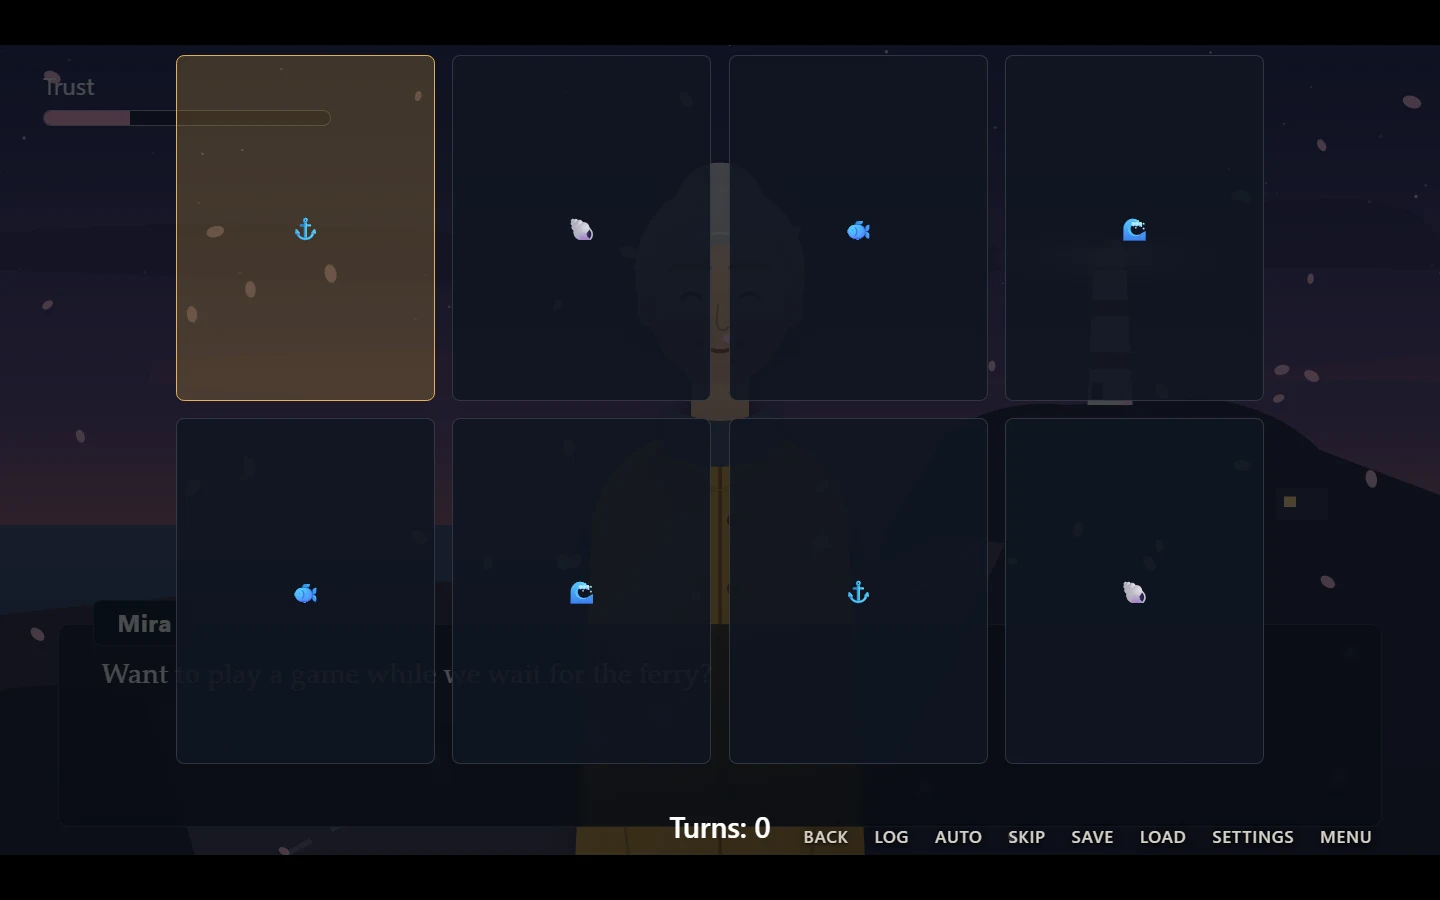 Trust
Mira
Want to play a game while we wait for the ferry?
Turns: 0
BACK LOG AUTO SKIP SAVE LOAD SETTINGS MENU